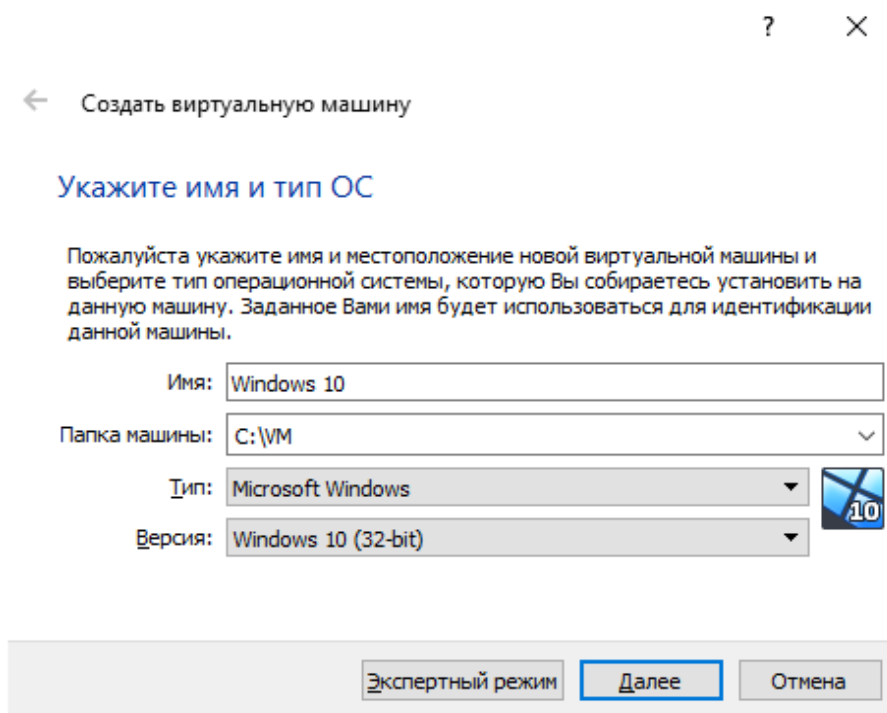 ?
Создать виртуальную машину
Укажите имя и тип ОС
Пожалуйста укажите имя и местоположение новой виртуальной машины и
выберите тип операционной системы, которую Вы собираетесь установить на
данную машину. Заданное Вами имя будет использоваться для идентификации
данной машины.
Имя: Windows 10
Папка машины: C:\VM
Тип: Microsoft Windows
10
Версия: Windows 10 (32-bit)
Экспертный режим Далее Отмена